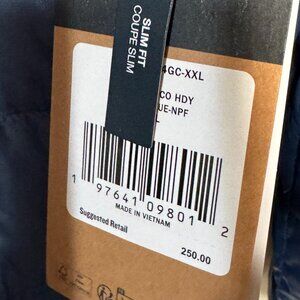 SLIM FIT
COUPE SLIM
4GC-XXL
CO HDY
UE-NPF
L
1 97641 09801 2
MADE IN VIETNAM
Suggested Retail
250.00